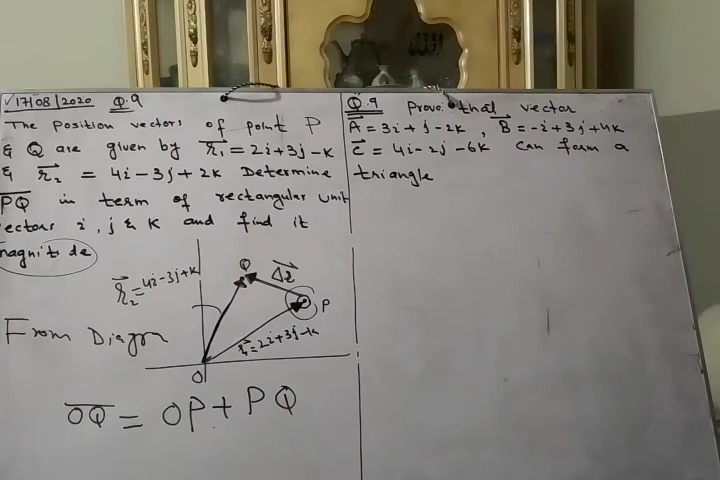 √ 17/08/2020 Q.9
The Position vectors of point P
& Q are given by r₁ = 2i+3j-k
& r₂ = 4i-3j+2k Determine
PQ in term of rectangular unit
vectors i, j & K and find it
magnitde
r₂=4i-3j+k
Q
Δr
P
r₁=2i+3j-k
O
From Diagra
OQ = OP + PQ
Q.9 Prove that vector
A = 3i+j-2k , B = -i+3j+4k
C = 4i-2j-6k Can form a
triangle